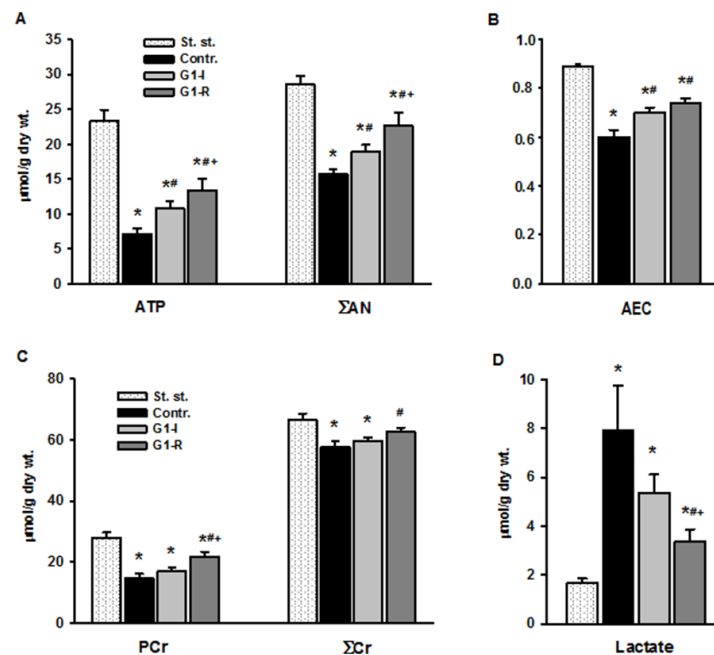 A
St. st.
Contr.
G1-I
G1-R
μmol/g dry wt.
35
30
25
20
15
10
5
0
*
*#
*#+
*
*#
*#+
ATP
ΣAN
B
1.0
0.8
0.6
0.4
0.2
0.0
*
*#
*#
AEC
C
St. st.
Contr.
G1-I
G1-R
μmol/g dry wt.
80
60
40
20
0
*
*
*#+
*
*
#
PCr
ΣCr
D
μmol/g dry wt.
10
8
6
4
2
0
*
*
*#+
Lactate